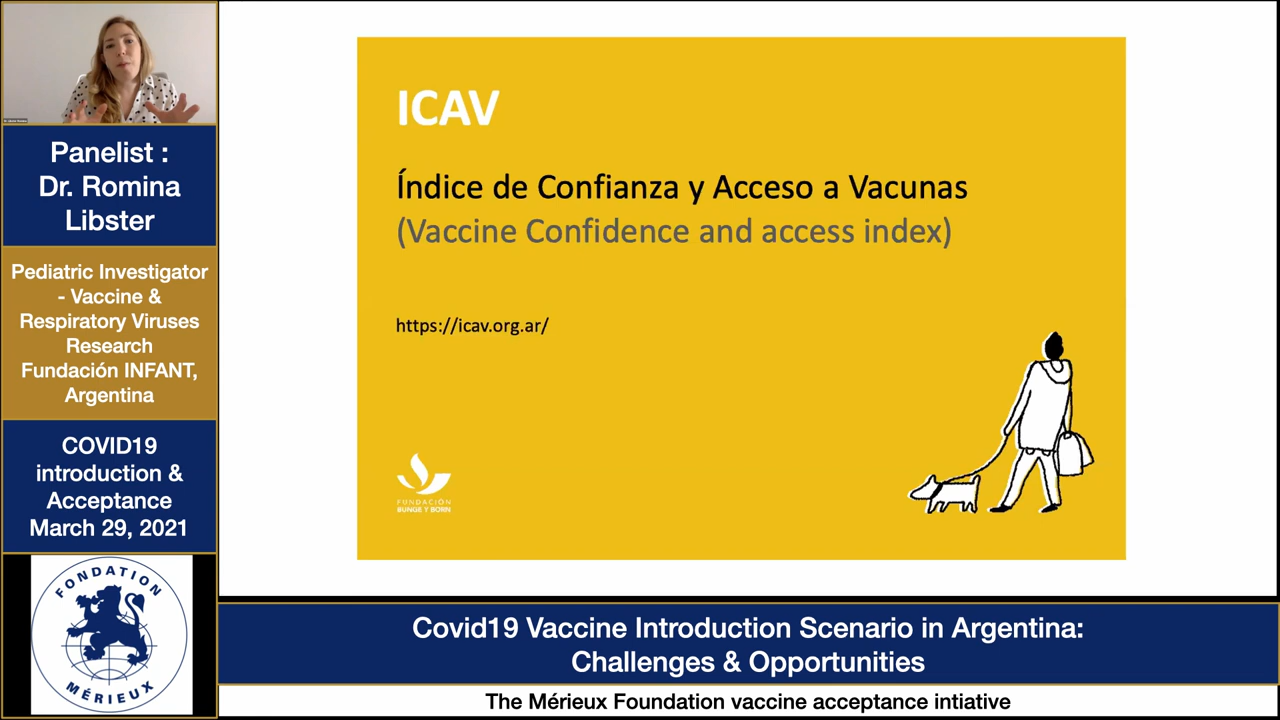 Panelist :
Dr. Romina
Libster
Pediatric Investigator
- Vaccine &
Respiratory Viruses
Research
Fundación INFANT,
Argentina
COVID19
introduction &
Acceptance
March 29, 2021
FONDATION
MÉRIEUX
ICAV
Índice de Confianza y Acceso a Vacunas
(Vaccine Confidence and access index)
https://icav.org.ar/
FUNDACIÓN
BUNGE Y BORN
Covid19 Vaccine Introduction Scenario in Argentina:
Challenges & Opportunities
The Mérieux Foundation vaccine acceptance intiative